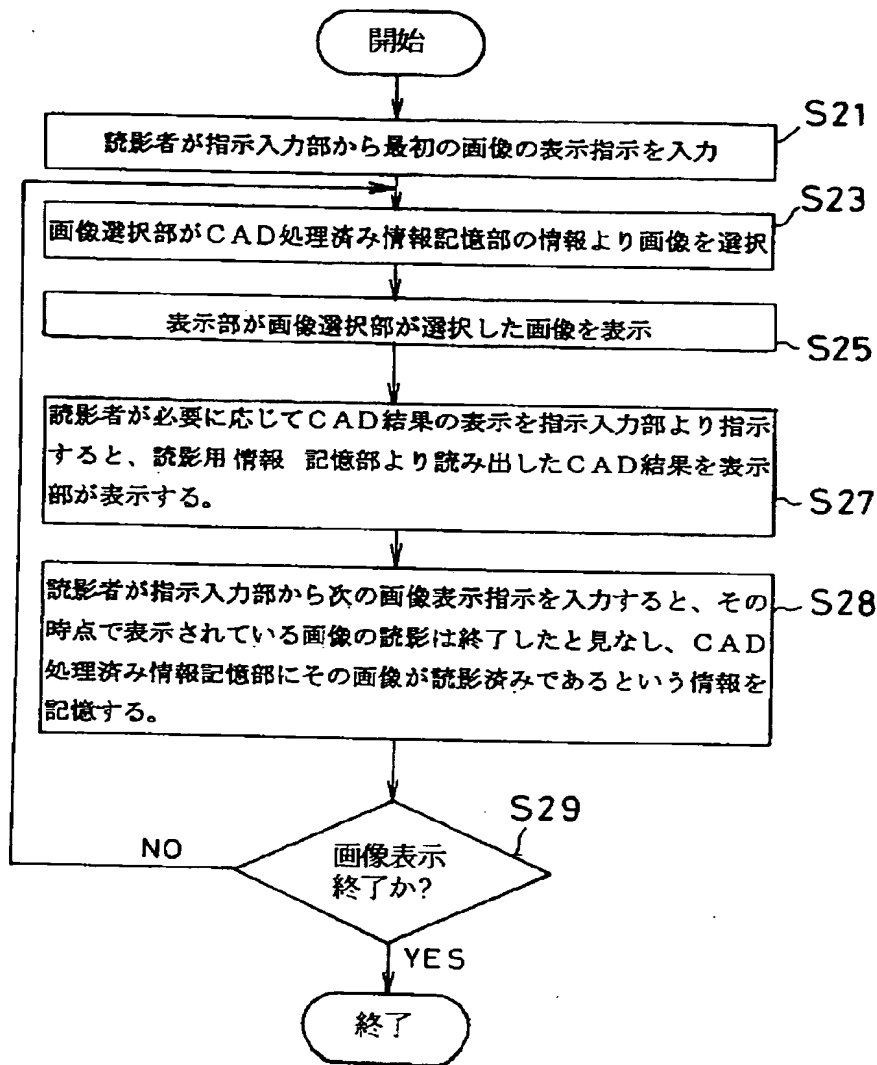 開始
S21
読影者が指示入力部から最初の画像の表示指示を入力
S23
画像選択部がCAD処理済み情報記憶部の情報より画像を選択
表示部が画像選択部が選択した画像を表示
S25
読影者が必要に応じてCAD結果の表示を指示入力部より指示
すると、読影用情報 記憶部より読み出したCAD結果を表示
部が表示する。
S27
読影者が指示入力部から次の画像表示指示を入力すると、その
時点で表示されている画像の読影は終了したと見なし、CAD
処理済み情報記憶部にその画像が読影済みであるという情報を
記憶する。
S28
S29
画像表示
終了か?
NO
YES
終了